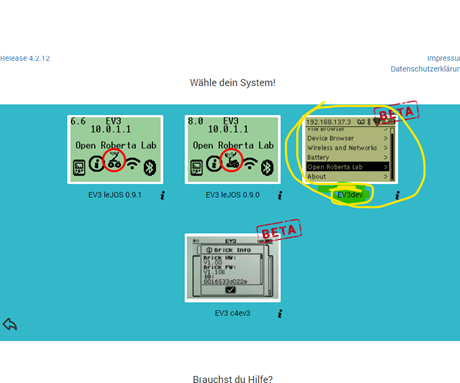 Release 4.2.12
Impressu
Datenschutzerklärun
Wähle dein System!
6.6 EV3
10.0.1.1
Open Roberta Lab
EV3 leJOS 0.9.1
8.0 EV3
10.0.1.1
Open Roberta Lab
EV3 leJOS 0.9.0
BETA
192.168.137.3
File Browser
Device Browser
Wireless and Networks
Battery
Open Roberta Lab
About
EV3dev
BETA
EV3
Brick Info
Brick HW:
V1.00
Brick FW:
V1.10E
ID:
0016533d022e
EV3 c4ev3
Brauchst du Hilfe?